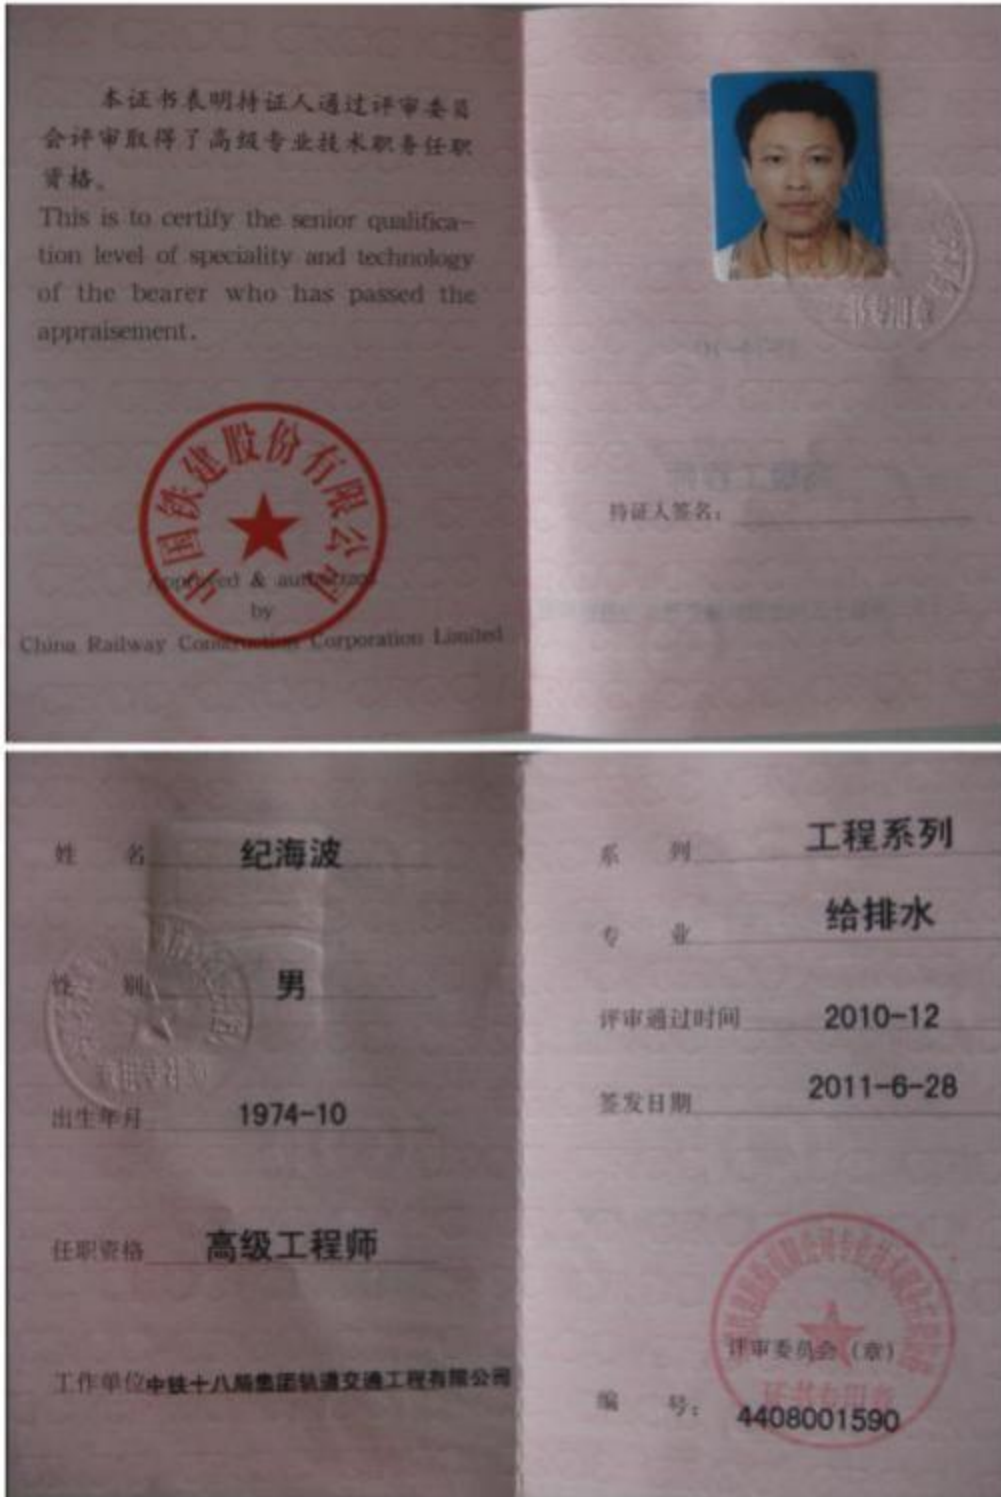 本证书表明持证人通过评审委员
会评审取得了高级专业技术职务任职
资格。
This is to certify the senior qualifica-
tion level of speciality and technology
of the bearer who has passed the
appraisement.
中国铁建股份有限公司
Approved & authorized
by
China Railway Construction Corporation Limited
持证人签名：
姓 名 纪海波
性 别 男
出生年月 1974-10
任职资格 高级工程师
工作单位 中铁十八局集团轨道交通工程有限公司
系 列 工程系列
专 业 给排水
评审通过时间 2010-12
签发日期 2011-6-28
评审委员会（章）
证书专用章
编 号： 4408001590